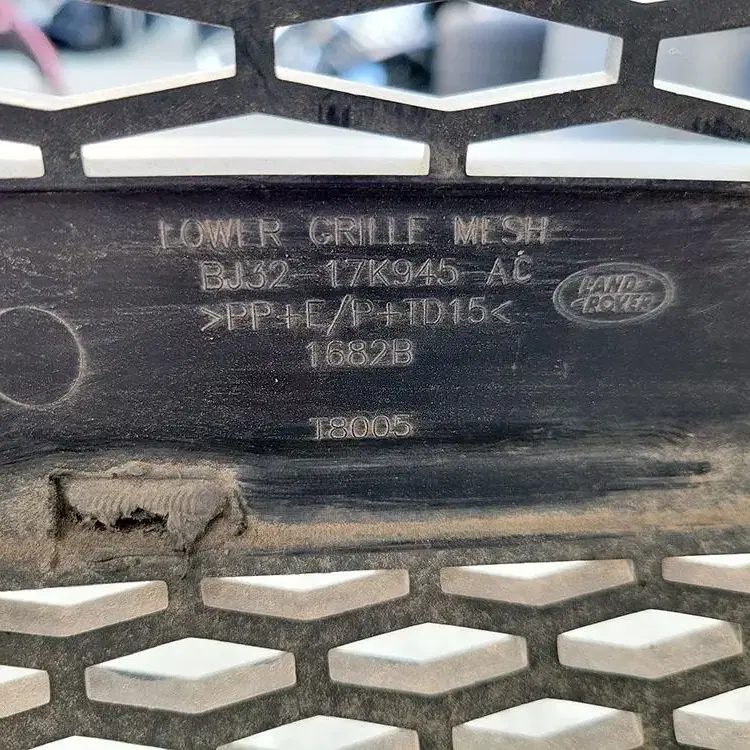 LOWER GRILLE MESH
BJ32-17K945-AC
>PP+E/P+TD15<
LAND
ROVER
1682B
T8005